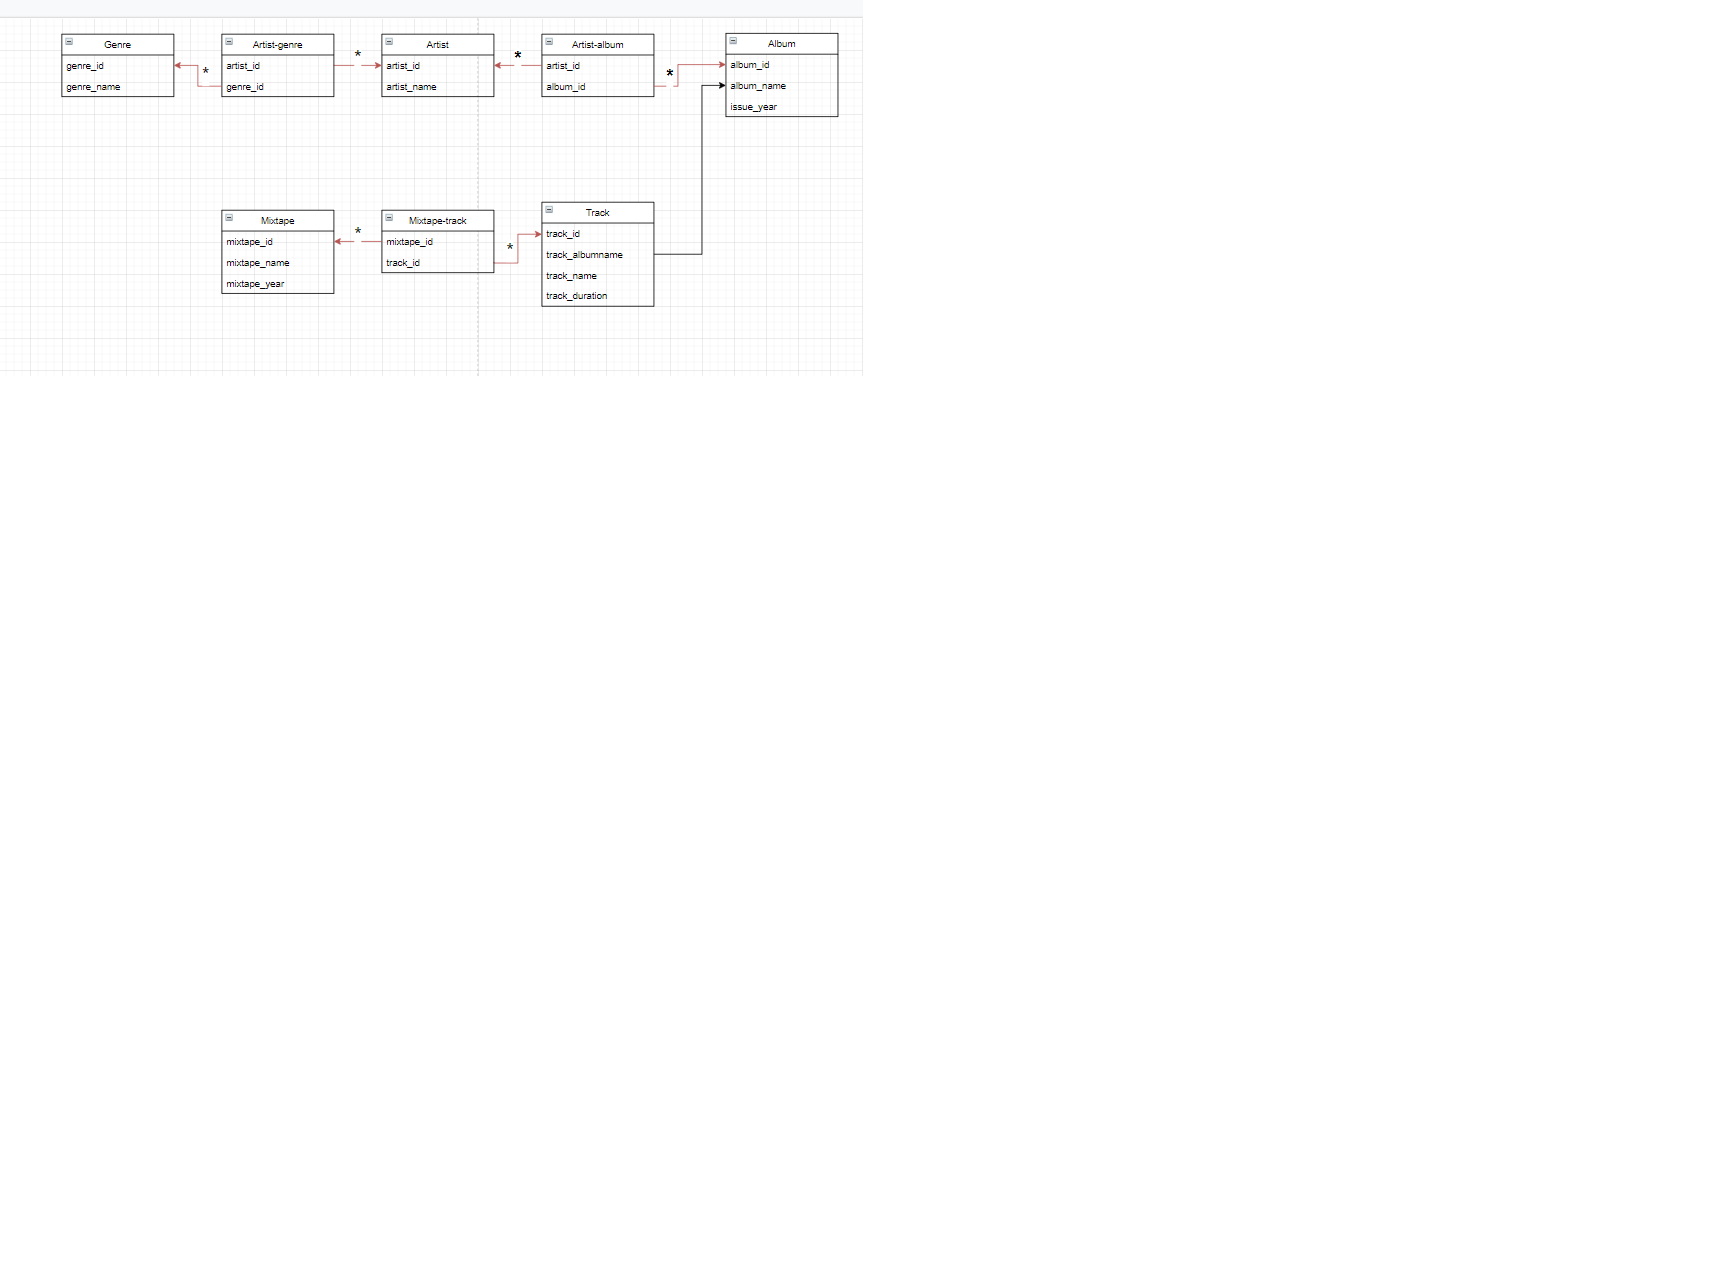 Genre
genre_id
genre_name
*
Artist-genre
artist_id
genre_id
*
Artist
artist_id
artist_name
*
Artist-album
artist_id
album_id
*
Album
album_id
album_name
issue_year
Mixtape
mixtape_id
mixtape_name
mixtape_year
*
Mixtape-track
mixtape_id
track_id
*
Track
track_id
track_albumname
track_name
track_duration